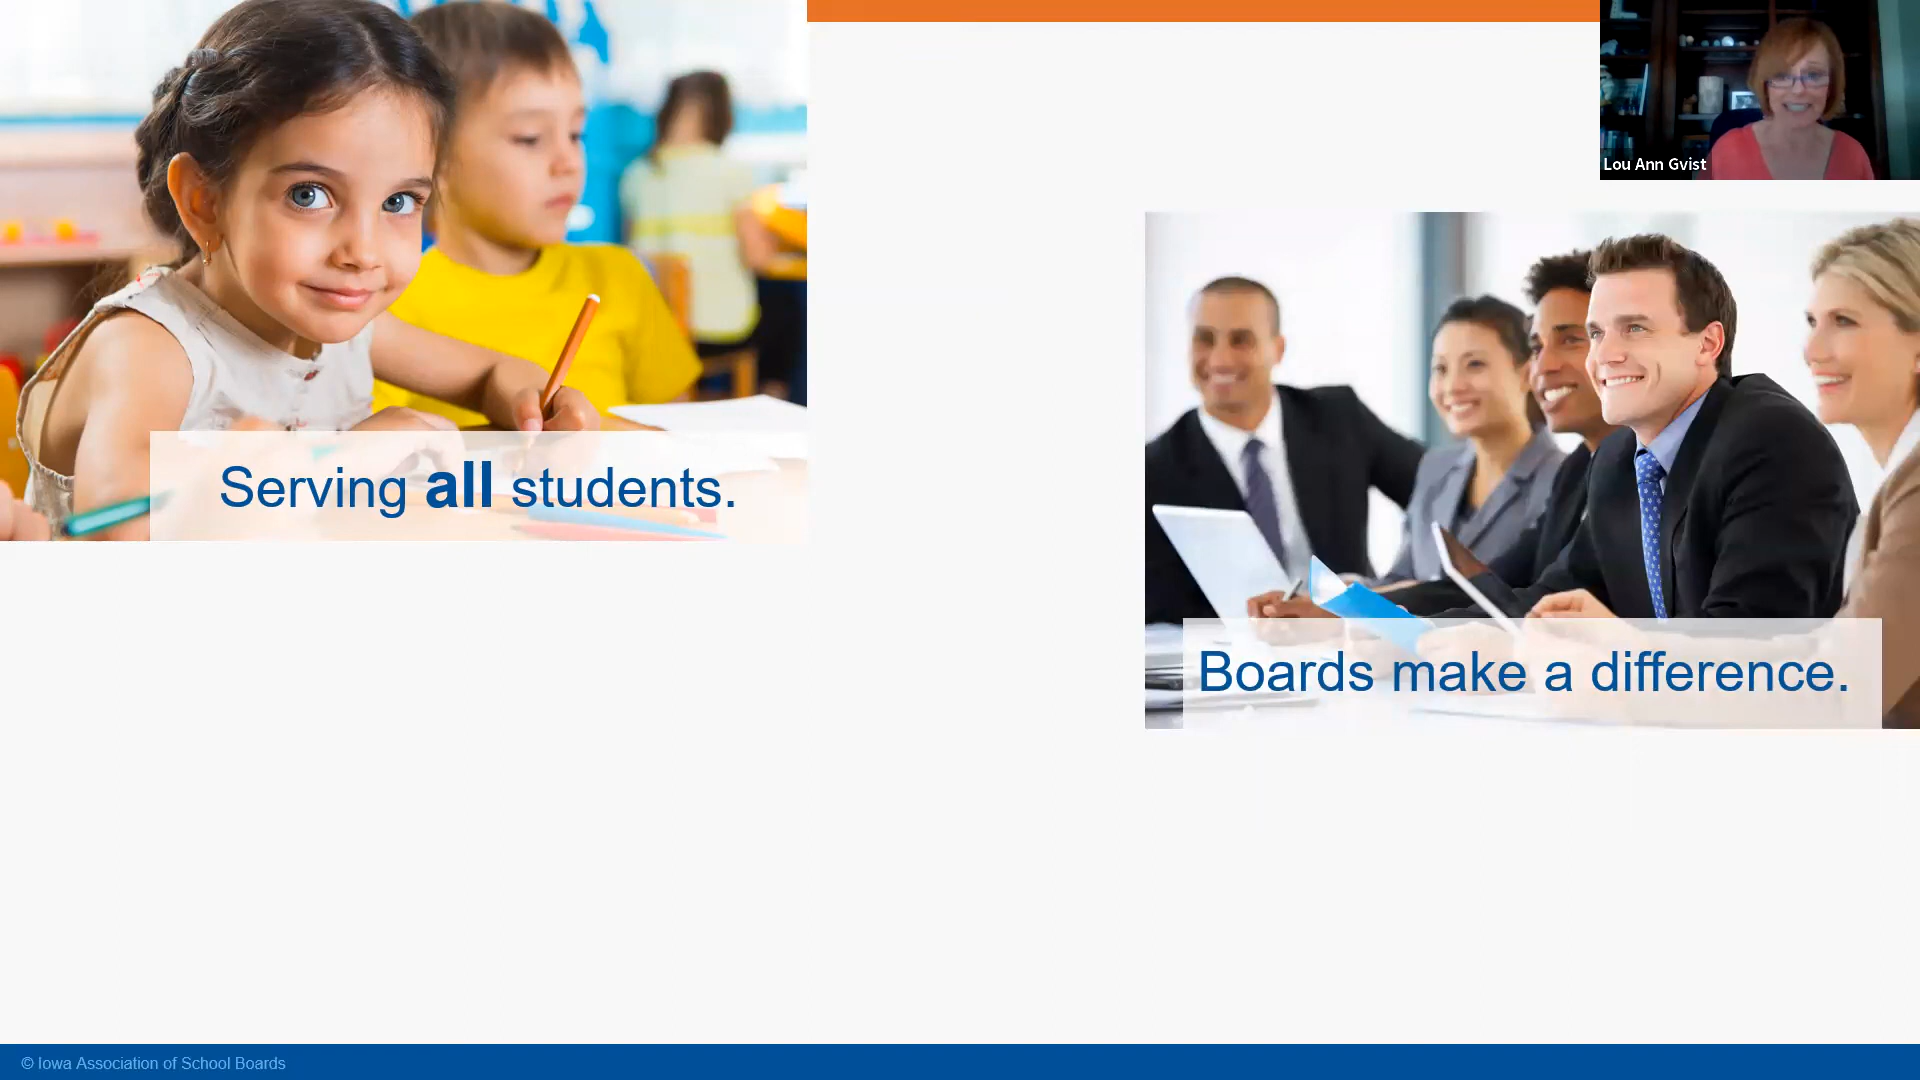 Lou Ann Gvist
Serving all students.
Boards make a difference.
© Iowa Association of School Boards